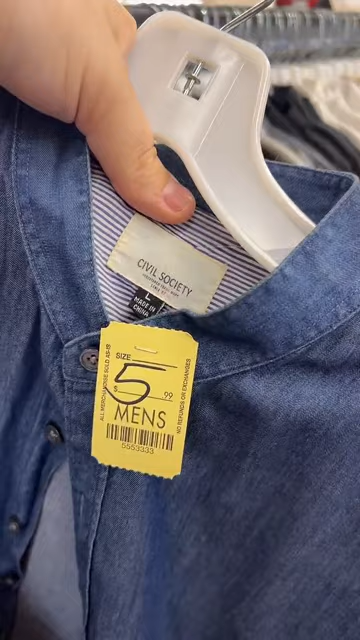 CIVIL SOCIETY
L
MADE IN
CHINA
ALL MERCHANDISE SOLD AS-IS
SIZE
$5.99
MENS
5553333
NO REFUNDS OR EXCHANGES